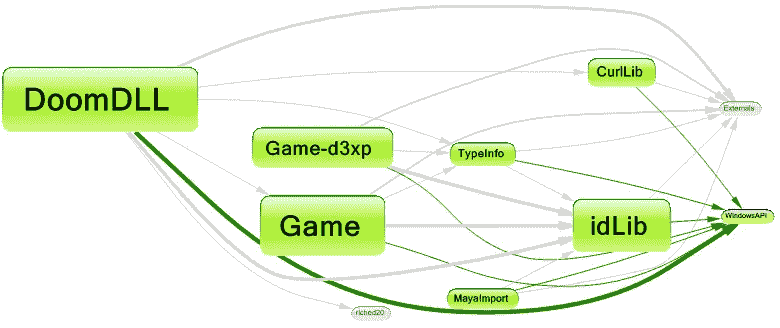 CurlLib
DoomDLL
Externals
Game-d3xp
TypeInfo
WindowsAPI
Game
idLib
MayaImport
riched20